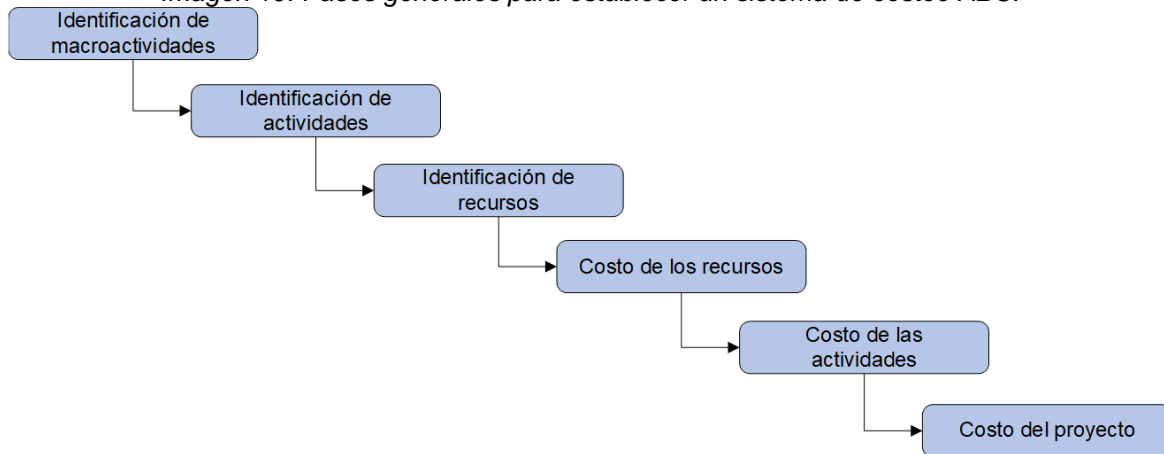 Identificación de
macroactividades
Identificación de
actividades
Identificación de
recursos
Costo de los recursos
Costo de las
actividades
Costo del proyecto